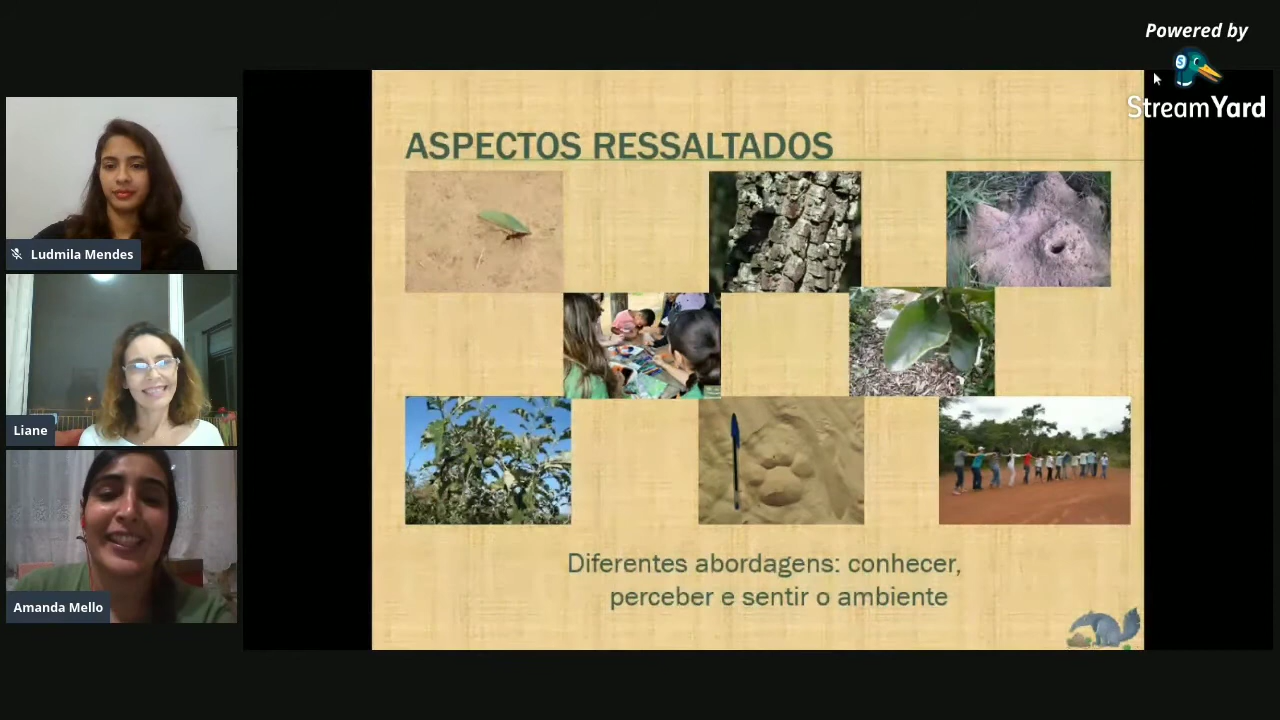 Powered by
StreamYard
ASPECTOS RESSALTADOS
Ludmila Mendes
Liane
Amanda Mello
Diferentes abordagens: conhecer,
perceber e sentir o ambiente